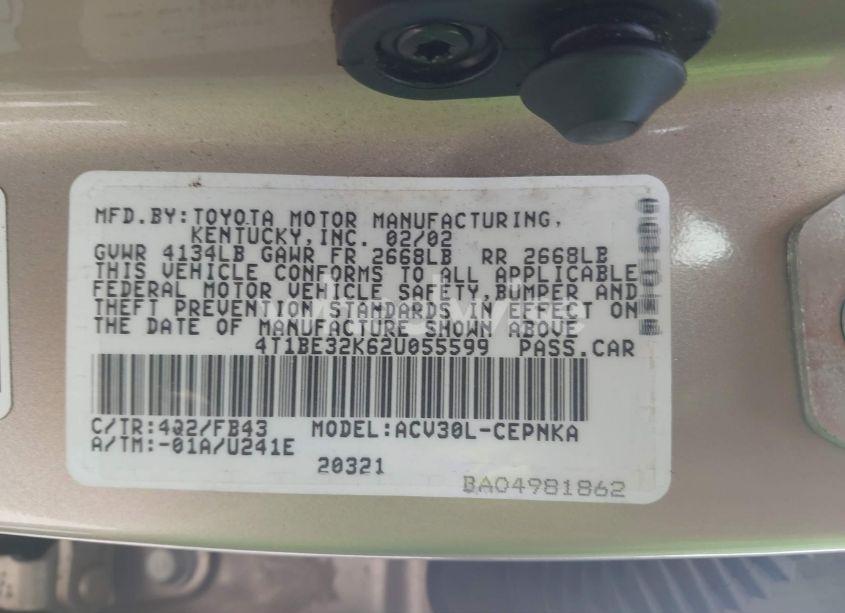 MFD.BY:TOYOTA MOTOR MANUFACTURING,
KENTUCKY,INC. 02/02
GVWR 4134LB GAWR FR 2668LB RR 2668LB
THIS VEHICLE CONFORMS TO ALL APPLICABLE
FEDERAL MOTOR VEHICLE SAFETY,BUMPER AND
THEFT PREVENTION STANDARDS IN EFFECT ON
THE DATE OF MANUFACTURE SHOWN ABOVE
4T1BE32K62U055599 PASS.CAR
C/TR:4Q2/FB43 MODEL:ACV30L-CEPNKA
A/TM:-01A/U241E
20321
BA04981862